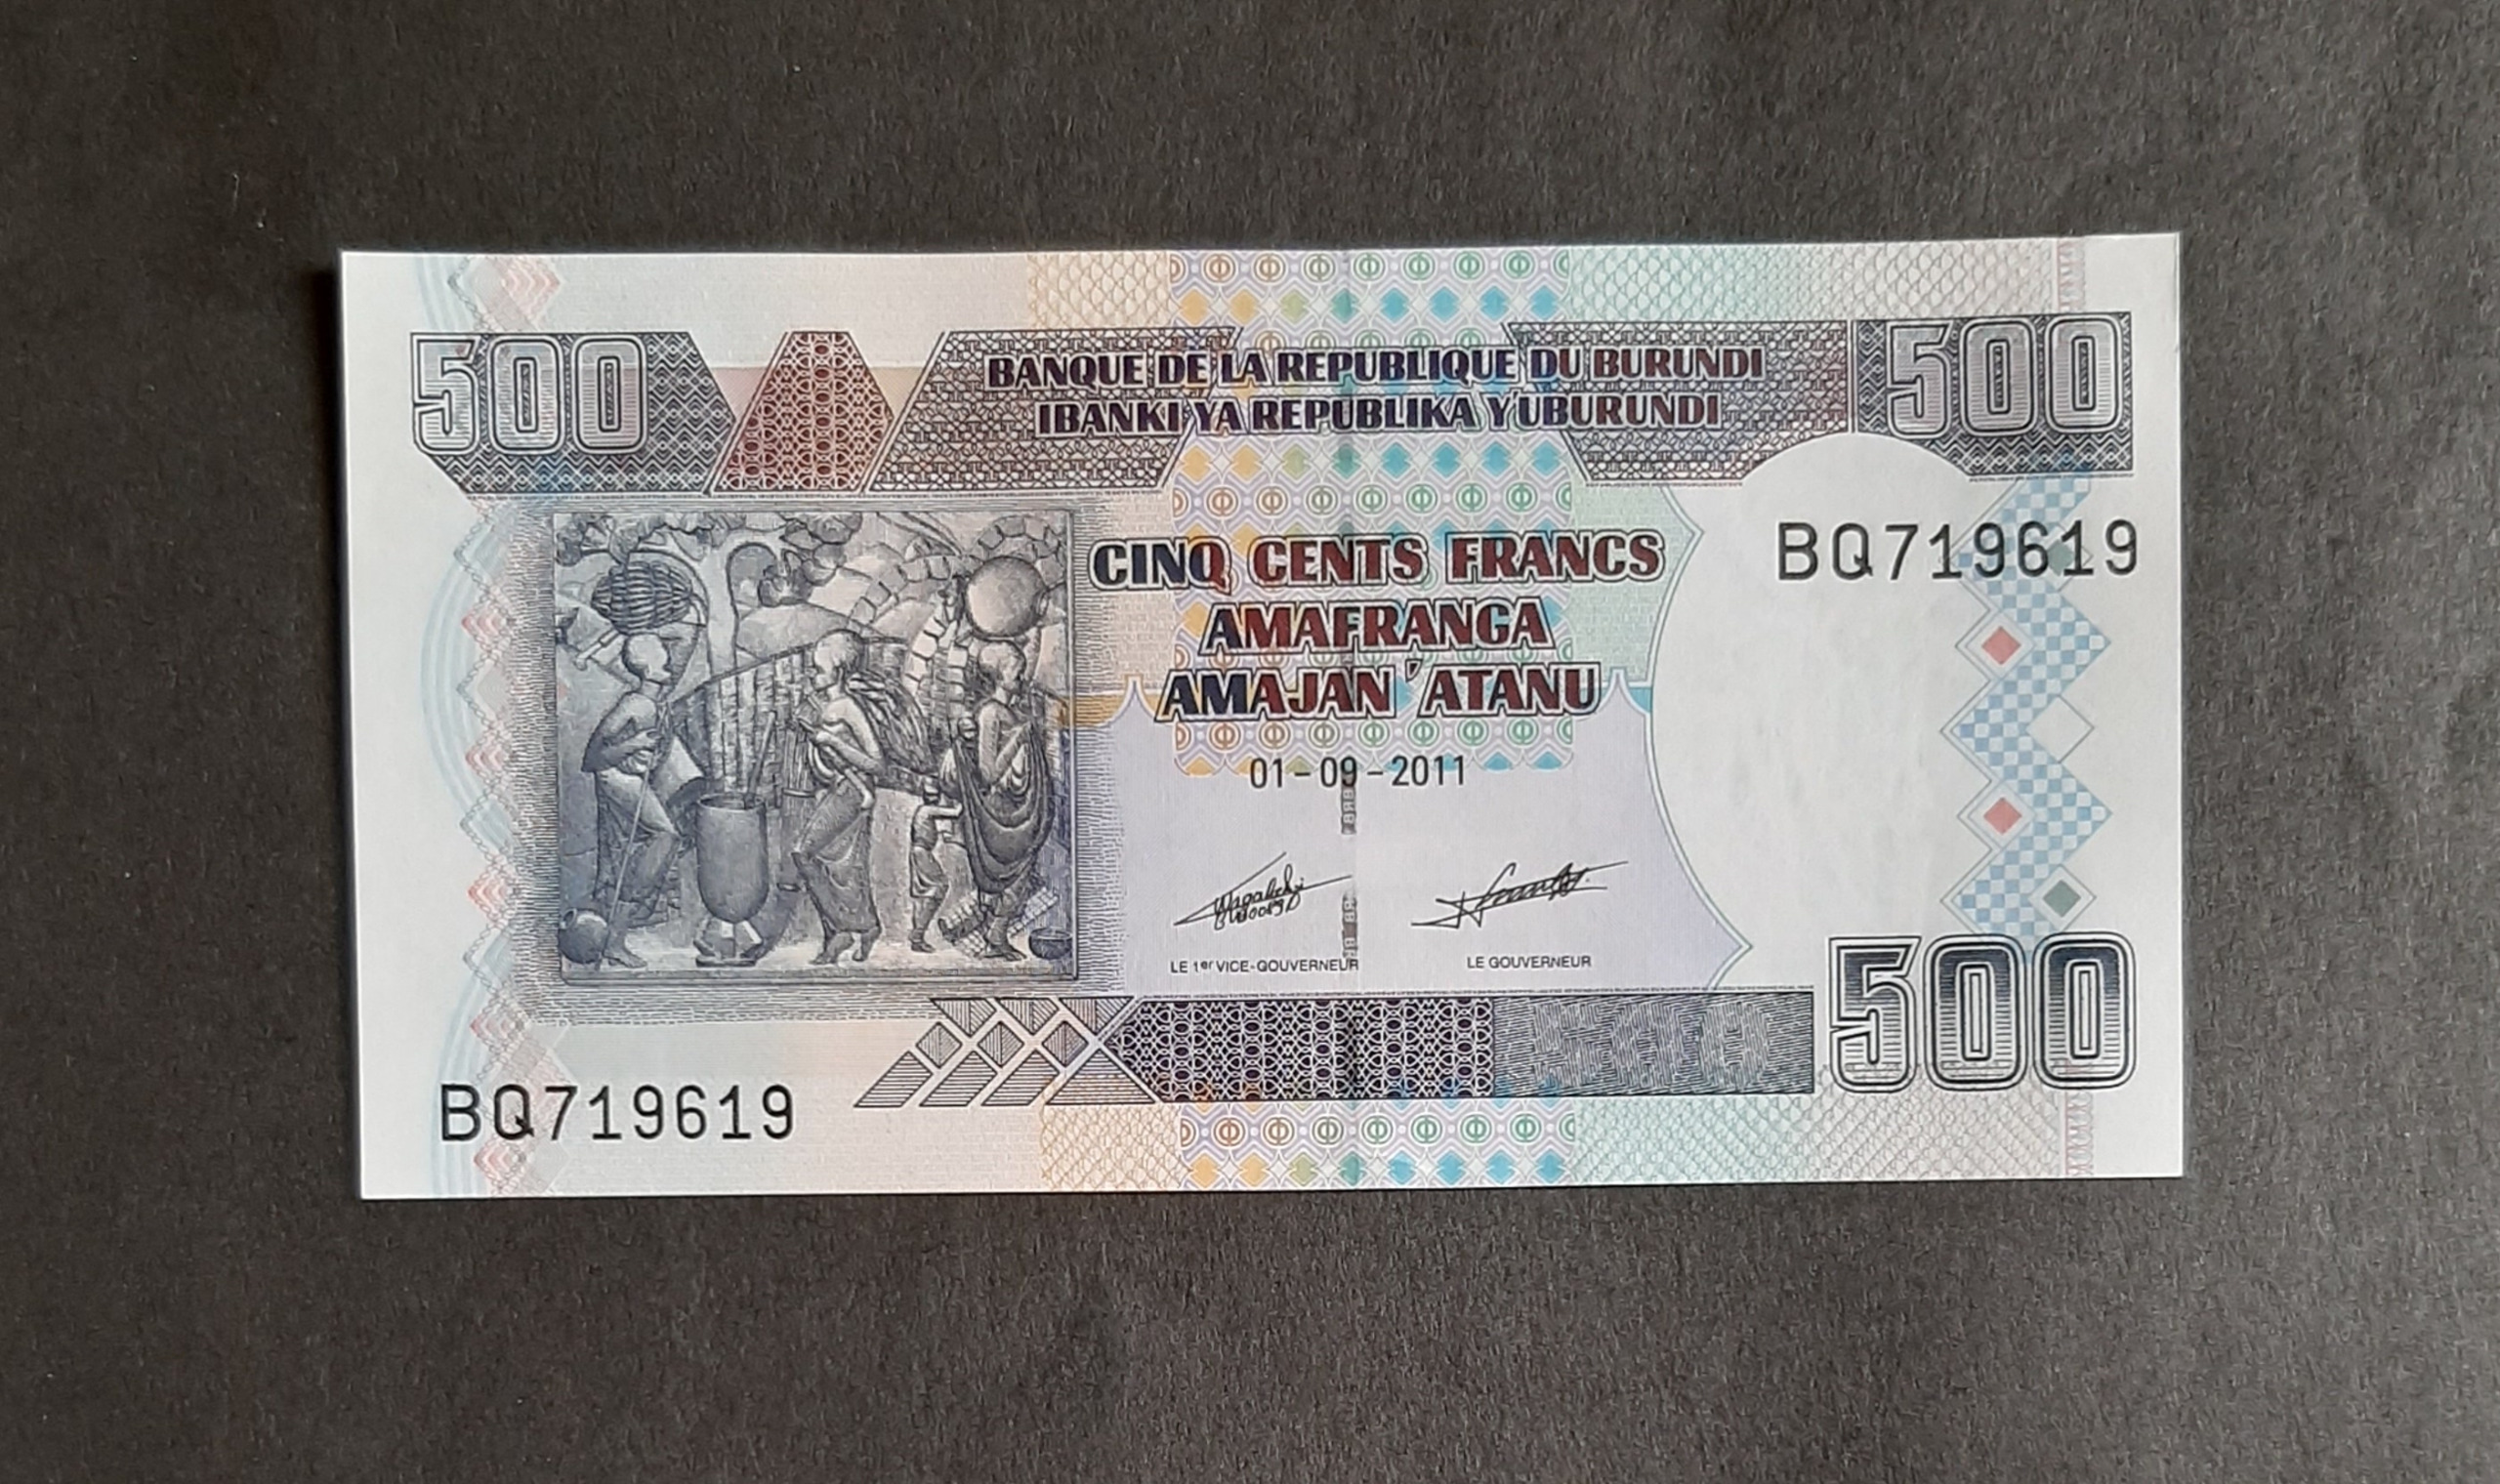 500
BANQUE DE LA REPUBLIQUE DU BURUNDI
500
IBANKI YA REPUBLIKA Y'UBURUNDI
BQ719619
CINQ CENTS FRANCS
AMAFRANGA
AMAJAN'ATANU
01-09-2011
LE 1er VICE-GOUVERNEUR
LE GOUVERNEUR
500
500
BQ719619